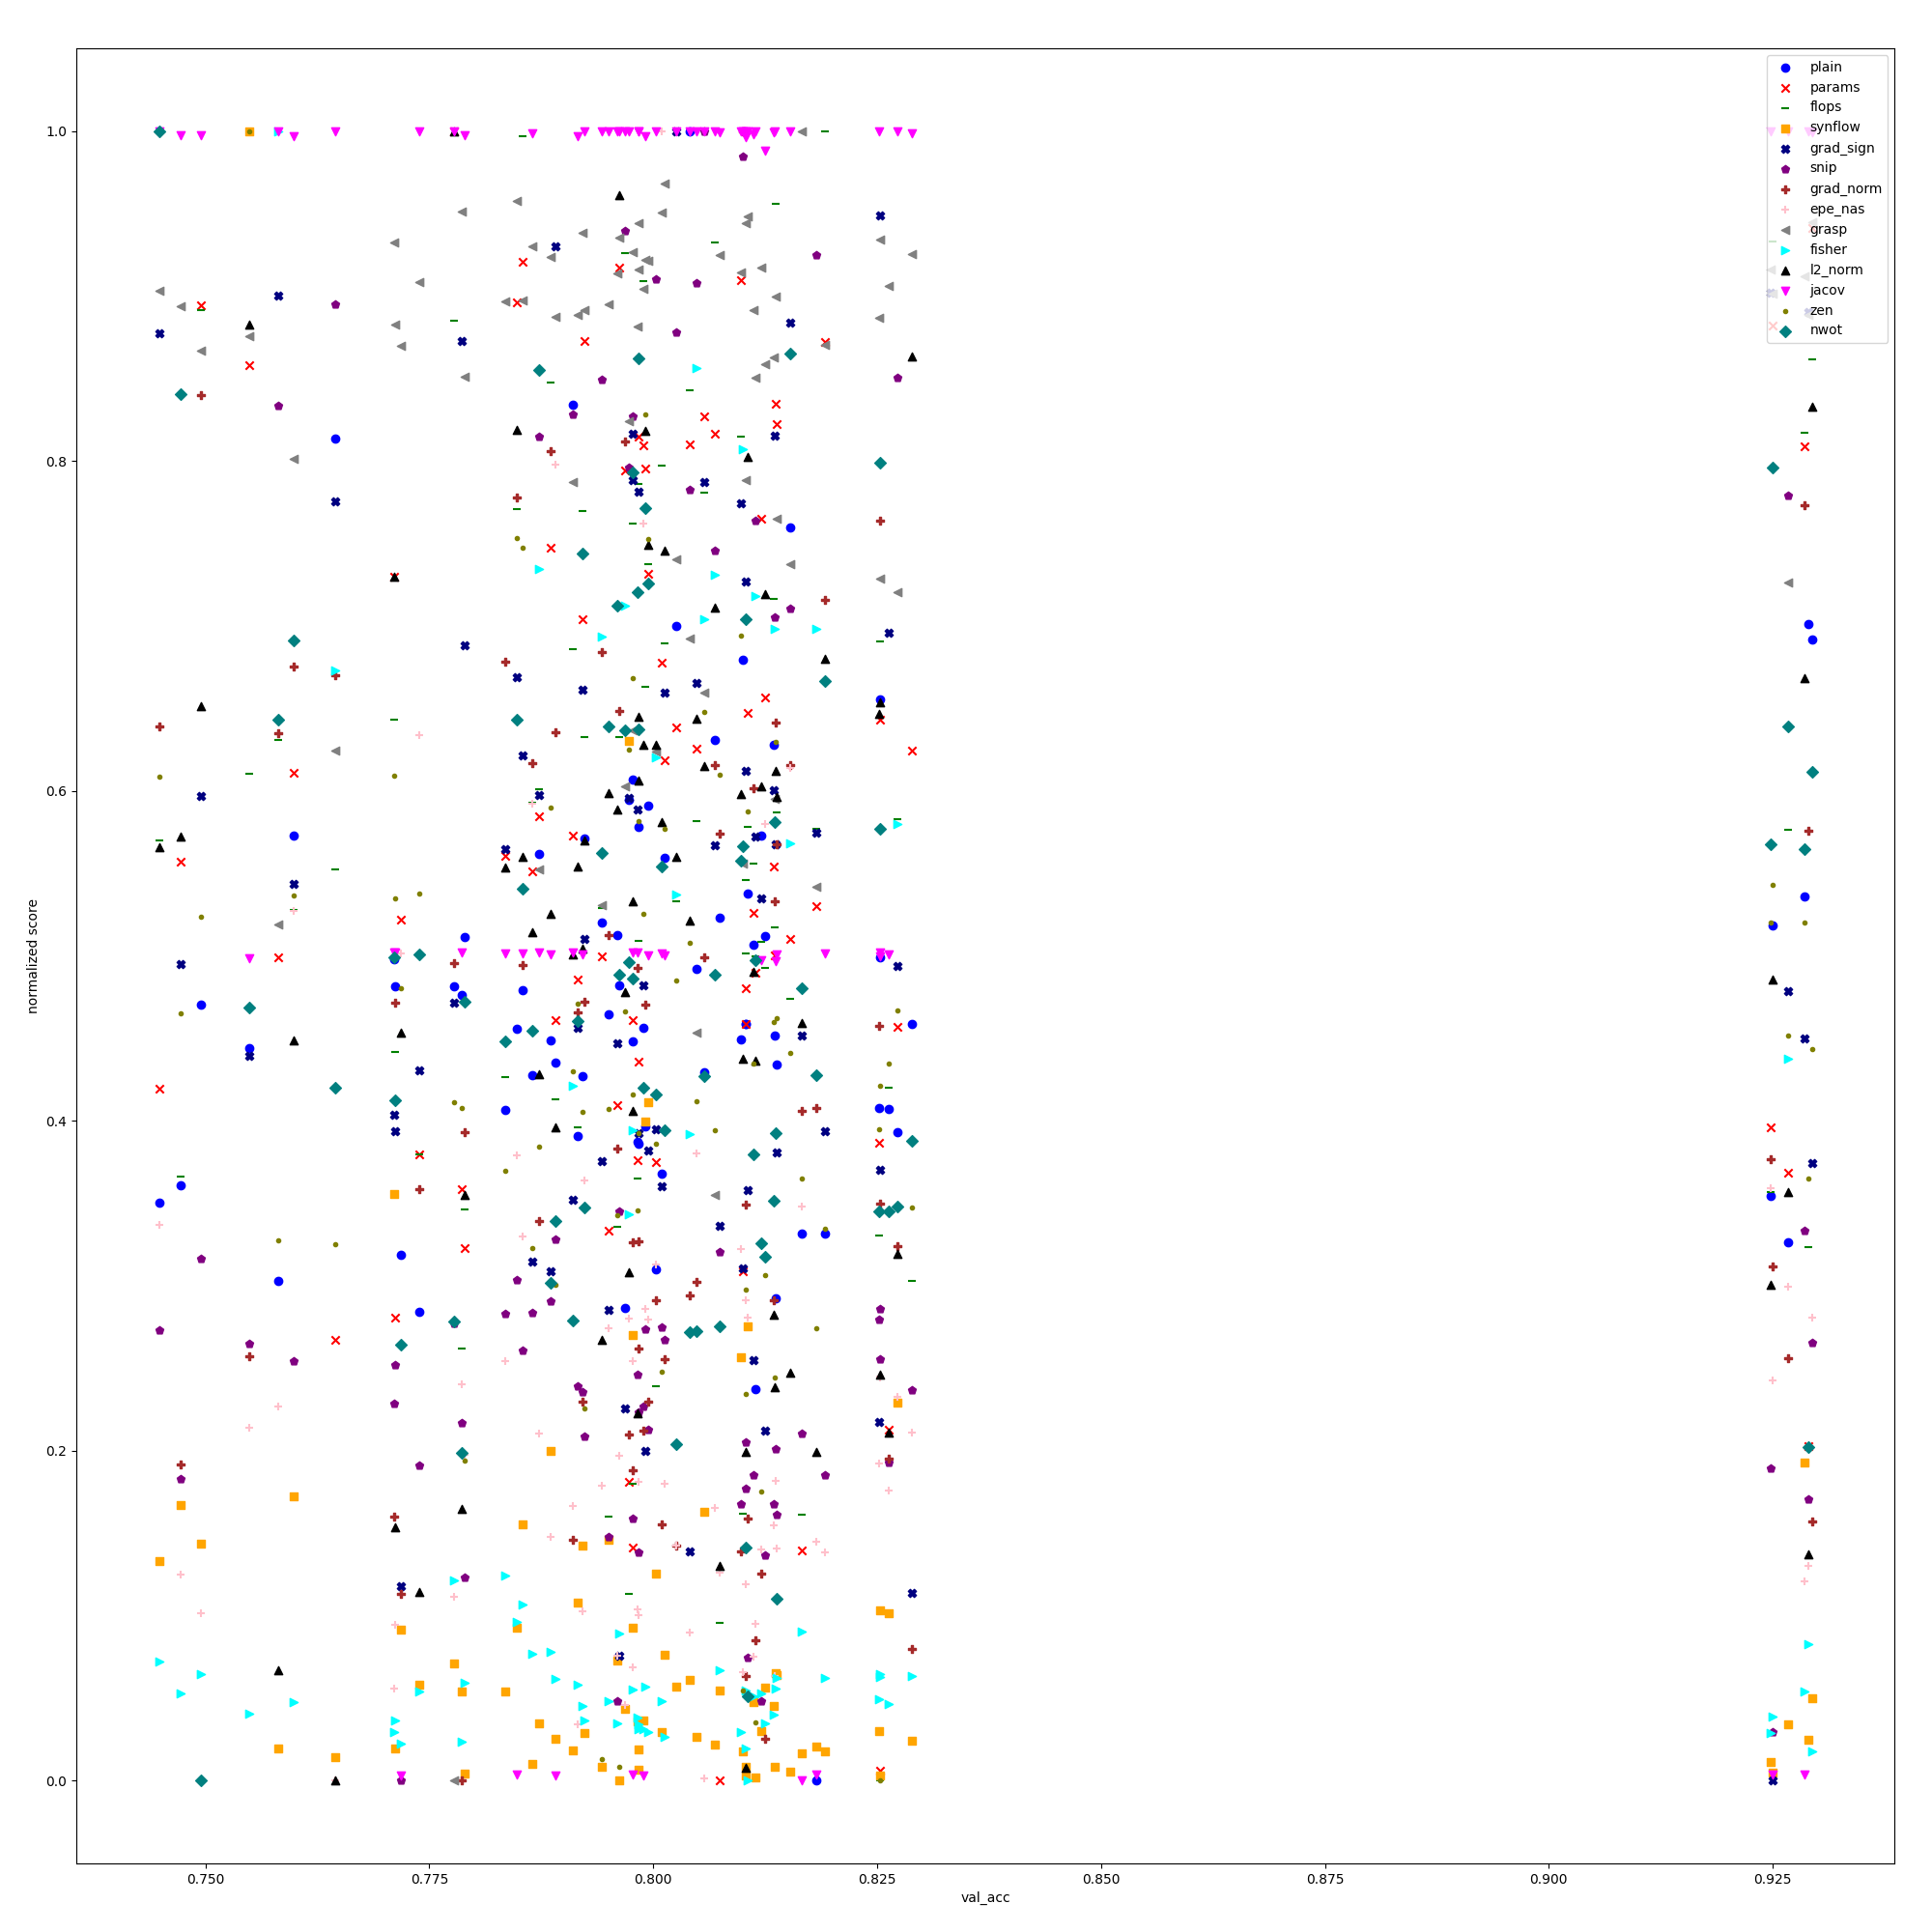 1.0
0.8
0.6
0.4
0.2
0.0
normalized score
0.750
0.775
0.800
0.825
0.850
0.875
0.900
0.925
val_acc
plain
params
flops
synflow
grad_sign
snip
grad_norm
epe_nas
grasp
fisher
l2_norm
jacov
zen
nwot